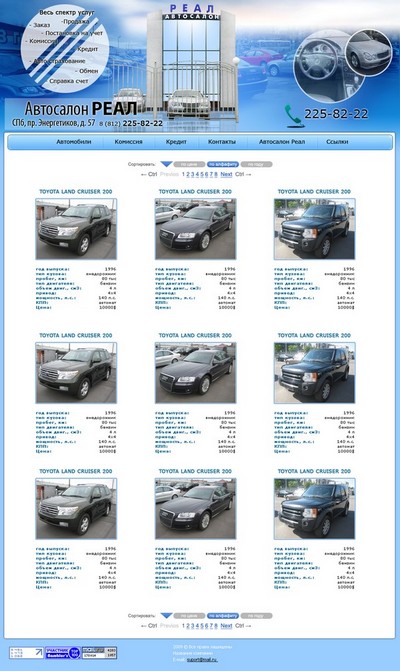 Весь спектр услуг
-Продажа
- Заказ
- Постановка на учет
- Комиссия
- Кредит
- Автострахование
- Обмен
Справка счет
РЕАЛ
АВТОСАЛОН
Автосалон РЕАЛ
СПб, пр. Энергетиков, д. 57 8 (812) 225-82-22
225-82-22
Автомобили Комиссия Кредит Контакты Автосалон Реал Ссылки
Сортировать: по цене по алфавиту по году
← Ctrl Previous 1 2 3 4 5 6 7 8 Next Ctrl →
TOYOTA LAND CRUISER 200 TOYOTA LAND CRUISER 200 TOYOTA LAND CRUISER 200
год выпуска: 1996 год выпуска: 1996 год выпуска: 1996
тип кузова: внедорожник тип кузова: внедорожник тип кузова: внедорожник
пробег, км: 80 тыс пробег, км: 80 тыс пробег, км: 80 тыс
тип двигателя: бензин тип двигателя: бензин тип двигателя: бензин
объем двиг., см3: 4 л объем двиг., см3: 4 л объем двиг., см3: 4 л
привод: 4x4 привод: 4x4 привод: 4x4
мощность, л.с.: 140 л.с. мощность, л.с.: 140 л.с. мощность, л.с.: 140 л.с.
КПП: автомат КПП: автомат КПП: автомат
Цена: 10000$ Цена: 10000$ Цена: 10000$
TOYOTA LAND CRUISER 200 TOYOTA LAND CRUISER 200 TOYOTA LAND CRUISER 200
год выпуска: 1996 год выпуска: 1996 год выпуска: 1996
тип кузова: внедорожник тип кузова: внедорожник тип кузова: внедорожник
пробег, км: 80 тыс пробег, км: 80 тыс пробег, км: 80 тыс
тип двигателя: бензин тип двигателя: бензин тип двигателя: бензин
объем двиг., см3: 4 л объем двиг., см3: 4 л объем двиг., см3: 4 л
привод: 4x4 привод: 4x4 привод: 4x4
мощность, л.с.: 140 л.с. мощность, л.с.: 140 л.с. мощность, л.с.: 140 л.с.
КПП: автомат КПП: автомат КПП: автомат
Цена: 10000$ Цена: 10000$ Цена: 10000$
TOYOTA LAND CRUISER 200 TOYOTA LAND CRUISER 200 TOYOTA LAND CRUISER 200
год выпуска: 1996 год выпуска: 1996 год выпуска: 1996
тип кузова: внедорожник тип кузова: внедорожник тип кузова: внедорожник
пробег, км: 80 тыс пробег, км: 80 тыс пробег, км: 80 тыс
тип двигателя: бензин тип двигателя: бензин тип двигателя: бензин
объем двиг., см3: 4 л объем двиг., см3: 4 л объем двиг., см3: 4 л
привод: 4x4 привод: 4x4 привод: 4x4
мощность, л.с.: 140 л.с. мощность, л.с.: 140 л.с. мощность, л.с.: 140 л.с.
КПП: автомат КПП: автомат КПП: автомат
Цена: 10000$ Цена: 10000$ Цена: 10000$
Сортировать: по цене по алфавиту по году
← Ctrl Previous 1 2 3 4 5 6 7 8 Next Ctrl →
УЧАСТНИК
Rambler's